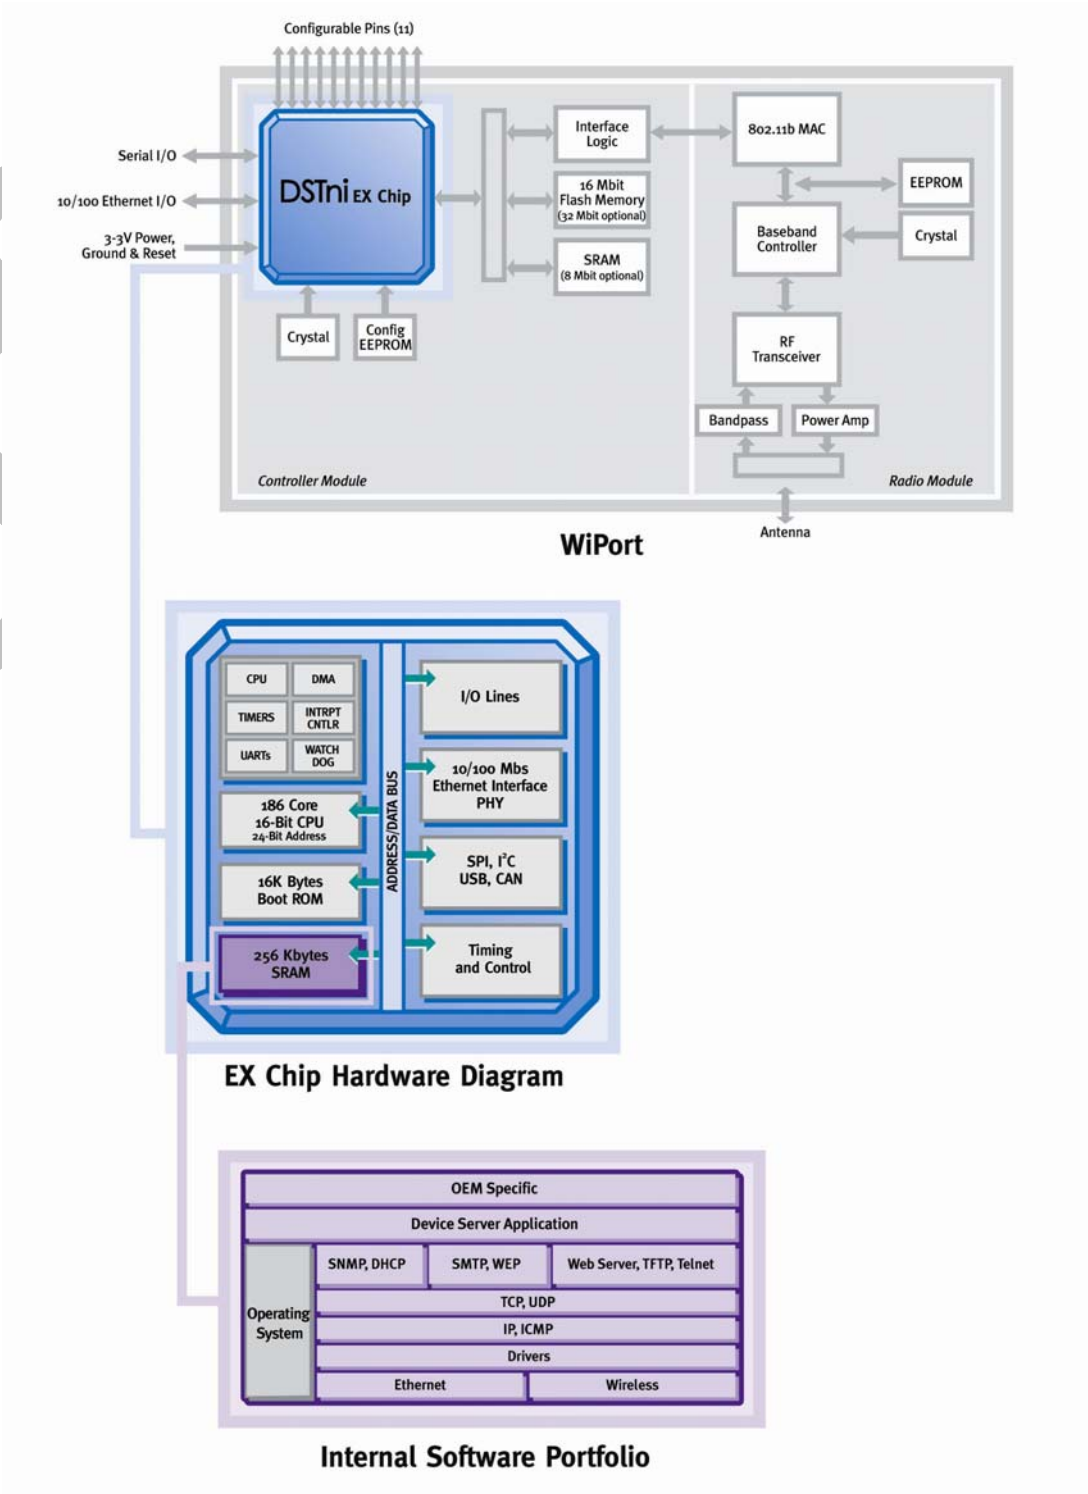 Configurable Pins (11)
Serial I/O
10/100 Ethernet I/O
3-3V Power,
Ground & Reset
DSTni EX Chip
Crystal
Config
EEPROM
Interface
Logic
16 Mbit
Flash Memory
(32 Mbit optional)
SRAM
(8 Mbit optional)
Controller Module
802.11b MAC
EEPROM
Baseband
Controller
Crystal
RF
Transceiver
Bandpass
Power Amp
Radio Module
Antenna
WiPort
CPU
DMA
TIMERS
INTRPT
CNTLR
UARTs
WATCH
DOG
186 Core
16-Bit CPU
24-Bit Address
16K Bytes
Boot ROM
256 Kbytes
SRAM
ADDRESS/DATA BUS
I/O Lines
10/100 Mbs
Ethernet Interface
PHY
SPI, I²C
USB, CAN
Timing
and Control
EX Chip Hardware Diagram
OEM Specific
Device Server Application
Operating
System
SNMP, DHCP
SMTP, WEP
Web Server, TFTP, Telnet
TCP, UDP
IP, ICMP
Drivers
Ethernet
Wireless
Internal Software Portfolio